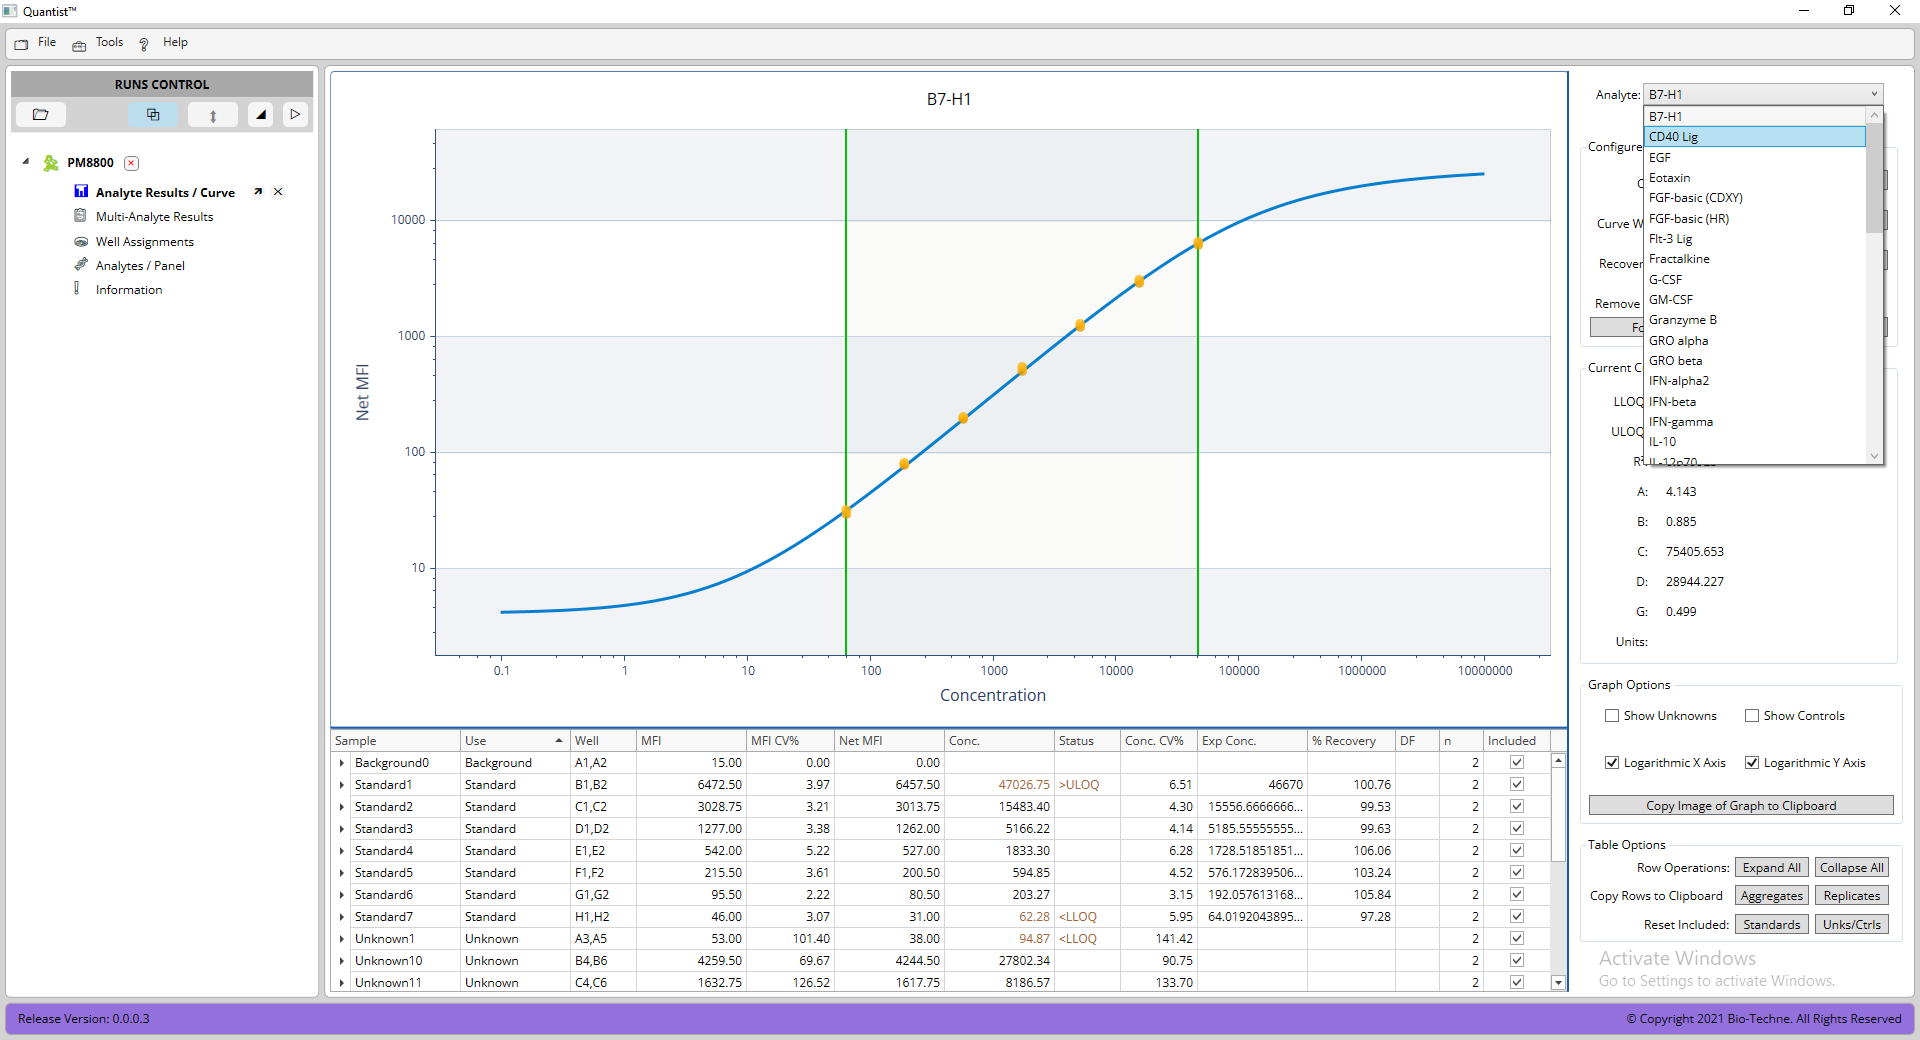 Quantist™
File Tools Help
RUNS CONTROL
PM8800
Analyte Results / Curve
Multi-Analyte Results
Well Assignments
Analytes / Panel
Information
B7-H1
Net MFI
10000
1000
100
10
0.1 1 10 100 1000 10000 100000 1000000 10000000
Concentration
Sample Use Well MFI MFI CV% Net MFI Conc. Status Conc. CV% Exp Conc. % Recovery DF n Included
Background0 Background A1,A2 15.00 0.00 0.00 2
Standard1 Standard B1,B2 6472.50 3.97 6457.50 47026.75 >ULOQ 6.51 46670 100.76 2
Standard2 Standard C1,C2 3028.75 3.21 3013.75 15483.40 4.30 15556.6666666... 99.53 2
Standard3 Standard D1,D2 1277.00 3.38 1262.00 5166.22 4.14 5185.55555555... 99.63 2
Standard4 Standard E1,E2 542.00 5.22 527.00 1833.30 6.28 1728.51851851... 106.06 2
Standard5 Standard F1,F2 215.50 3.61 200.50 594.85 4.52 576.172839506... 103.24 2
Standard6 Standard G1,G2 95.50 2.22 80.50 203.27 3.15 192.057613168... 105.84 2
Standard7 Standard H1,H2 46.00 3.07 31.00 62.28 <LLOQ 5.95 64.0192043895... 97.28 2
Unknown1 Unknown A3,A5 53.00 101.40 38.00 94.87 <LLOQ 141.42 2
Unknown10 Unknown B4,B6 4259.50 69.67 4244.50 27802.34 90.75 2
Unknown11 Unknown C4,C6 1632.75 126.52 1617.75 8186.57 133.70 2
Analyte: B7-H1
B7-H1
CD40 Lig
EGF
Eotaxin
FGF-basic (CDXY)
FGF-basic (HR)
Flt-3 Lig
Fractalkine
G-CSF
GM-CSF
Granzyme B
GRO alpha
GRO beta
IFN-alpha2
IFN-beta
IFN-gamma
IL-10
IL-12p70
Configure
C
Curve W
Recover
Remove
Fo
Current C
LLOQ
ULOQ
A: 4.143
B: 0.885
C: 75405.653
D: 28944.227
G: 0.499
Units:
Graph Options
Show Unknowns Show Controls
Logarithmic X Axis Logarithmic Y Axis
Copy Image of Graph to Clipboard
Table Options
Row Operations: Expand All Collapse All
Copy Rows to Clipboard Aggregates Replicates
Reset Included: Standards Unks/Ctrls
Activate Windows
Go to Settings to activate Windows.
Release Version: 0.0.0.3
© Copyright 2021 Bio-Techne. All Rights Reserved